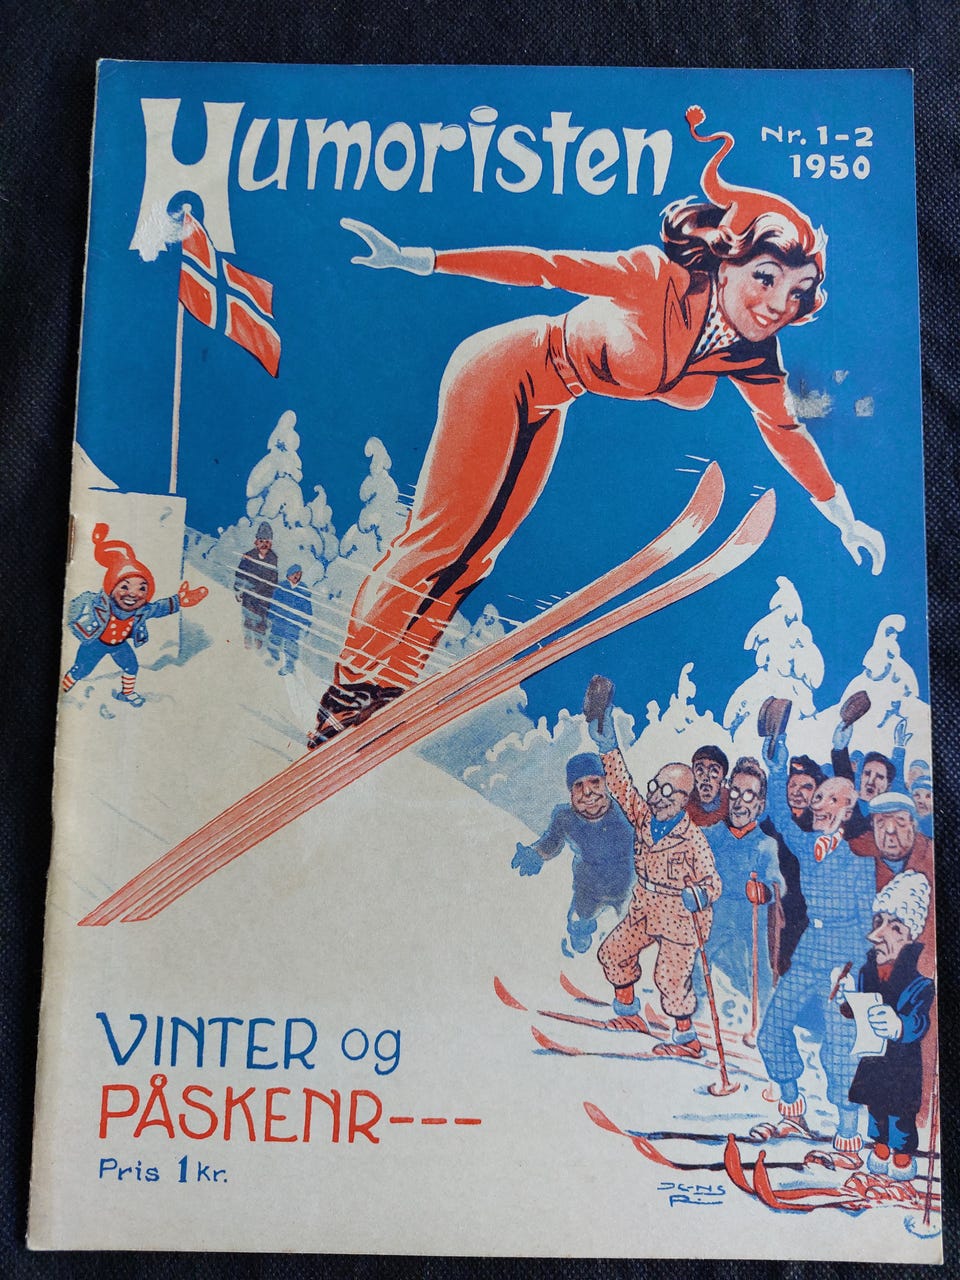 Humoristen
Nr. 1-2
1950
VINTER og
PÅSKENR---
Pris 1 kr.